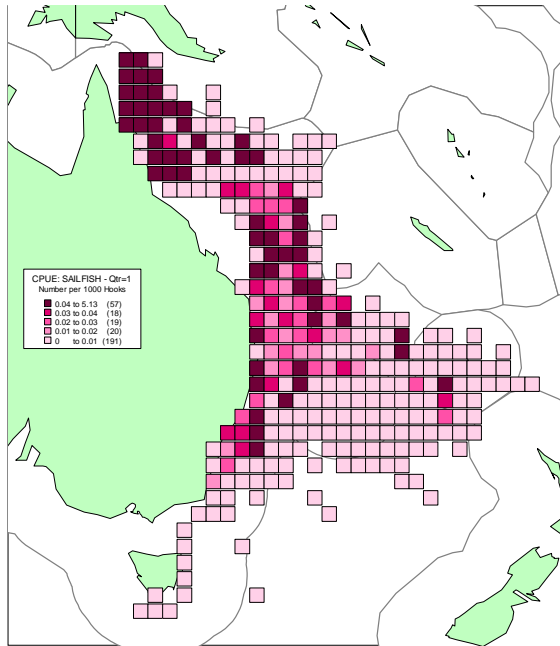 CPUE: SAILFISH - Qtr=1
Number per 1000 Hooks
0.04 to 5.13 (57)
0.03 to 0.04 (18)
0.02 to 0.03 (19)
0.01 to 0.02 (20)
0 to 0.01 (191)